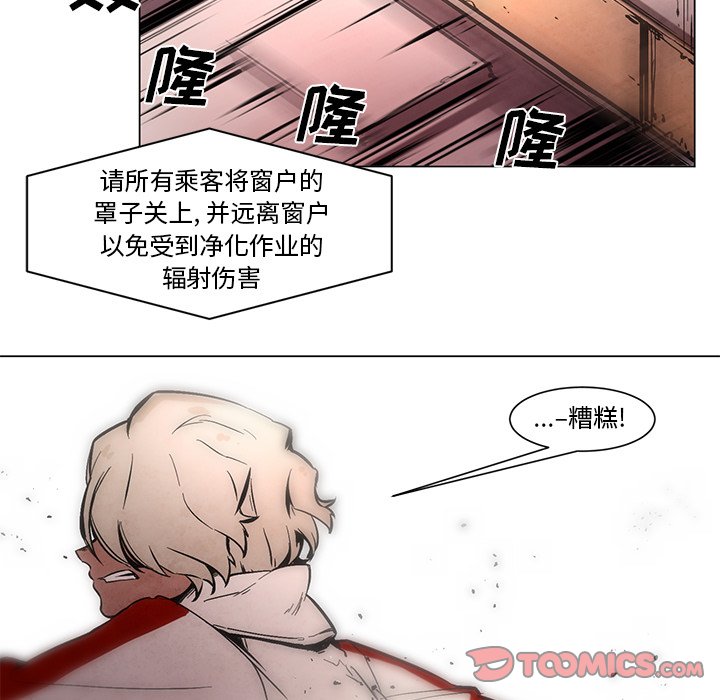 隆
隆
隆
请所有乘客将窗户的
罩子关上, 并远离窗户
以免受到净化作业的
辐射伤害
...–糟糕!
TOOMICS.COM